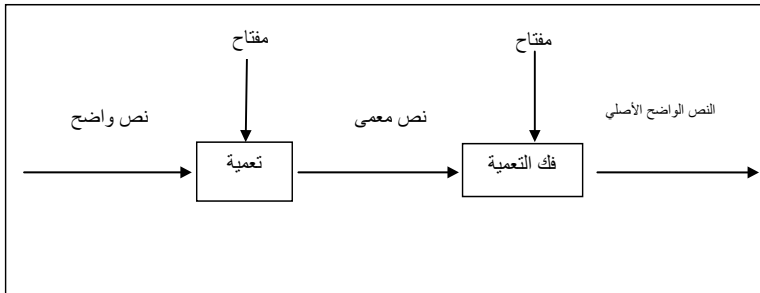 مفتاح
مفتاح
نص واضح
نص معمى
النص الواضح الأصلي
تعمية
فك التعمية